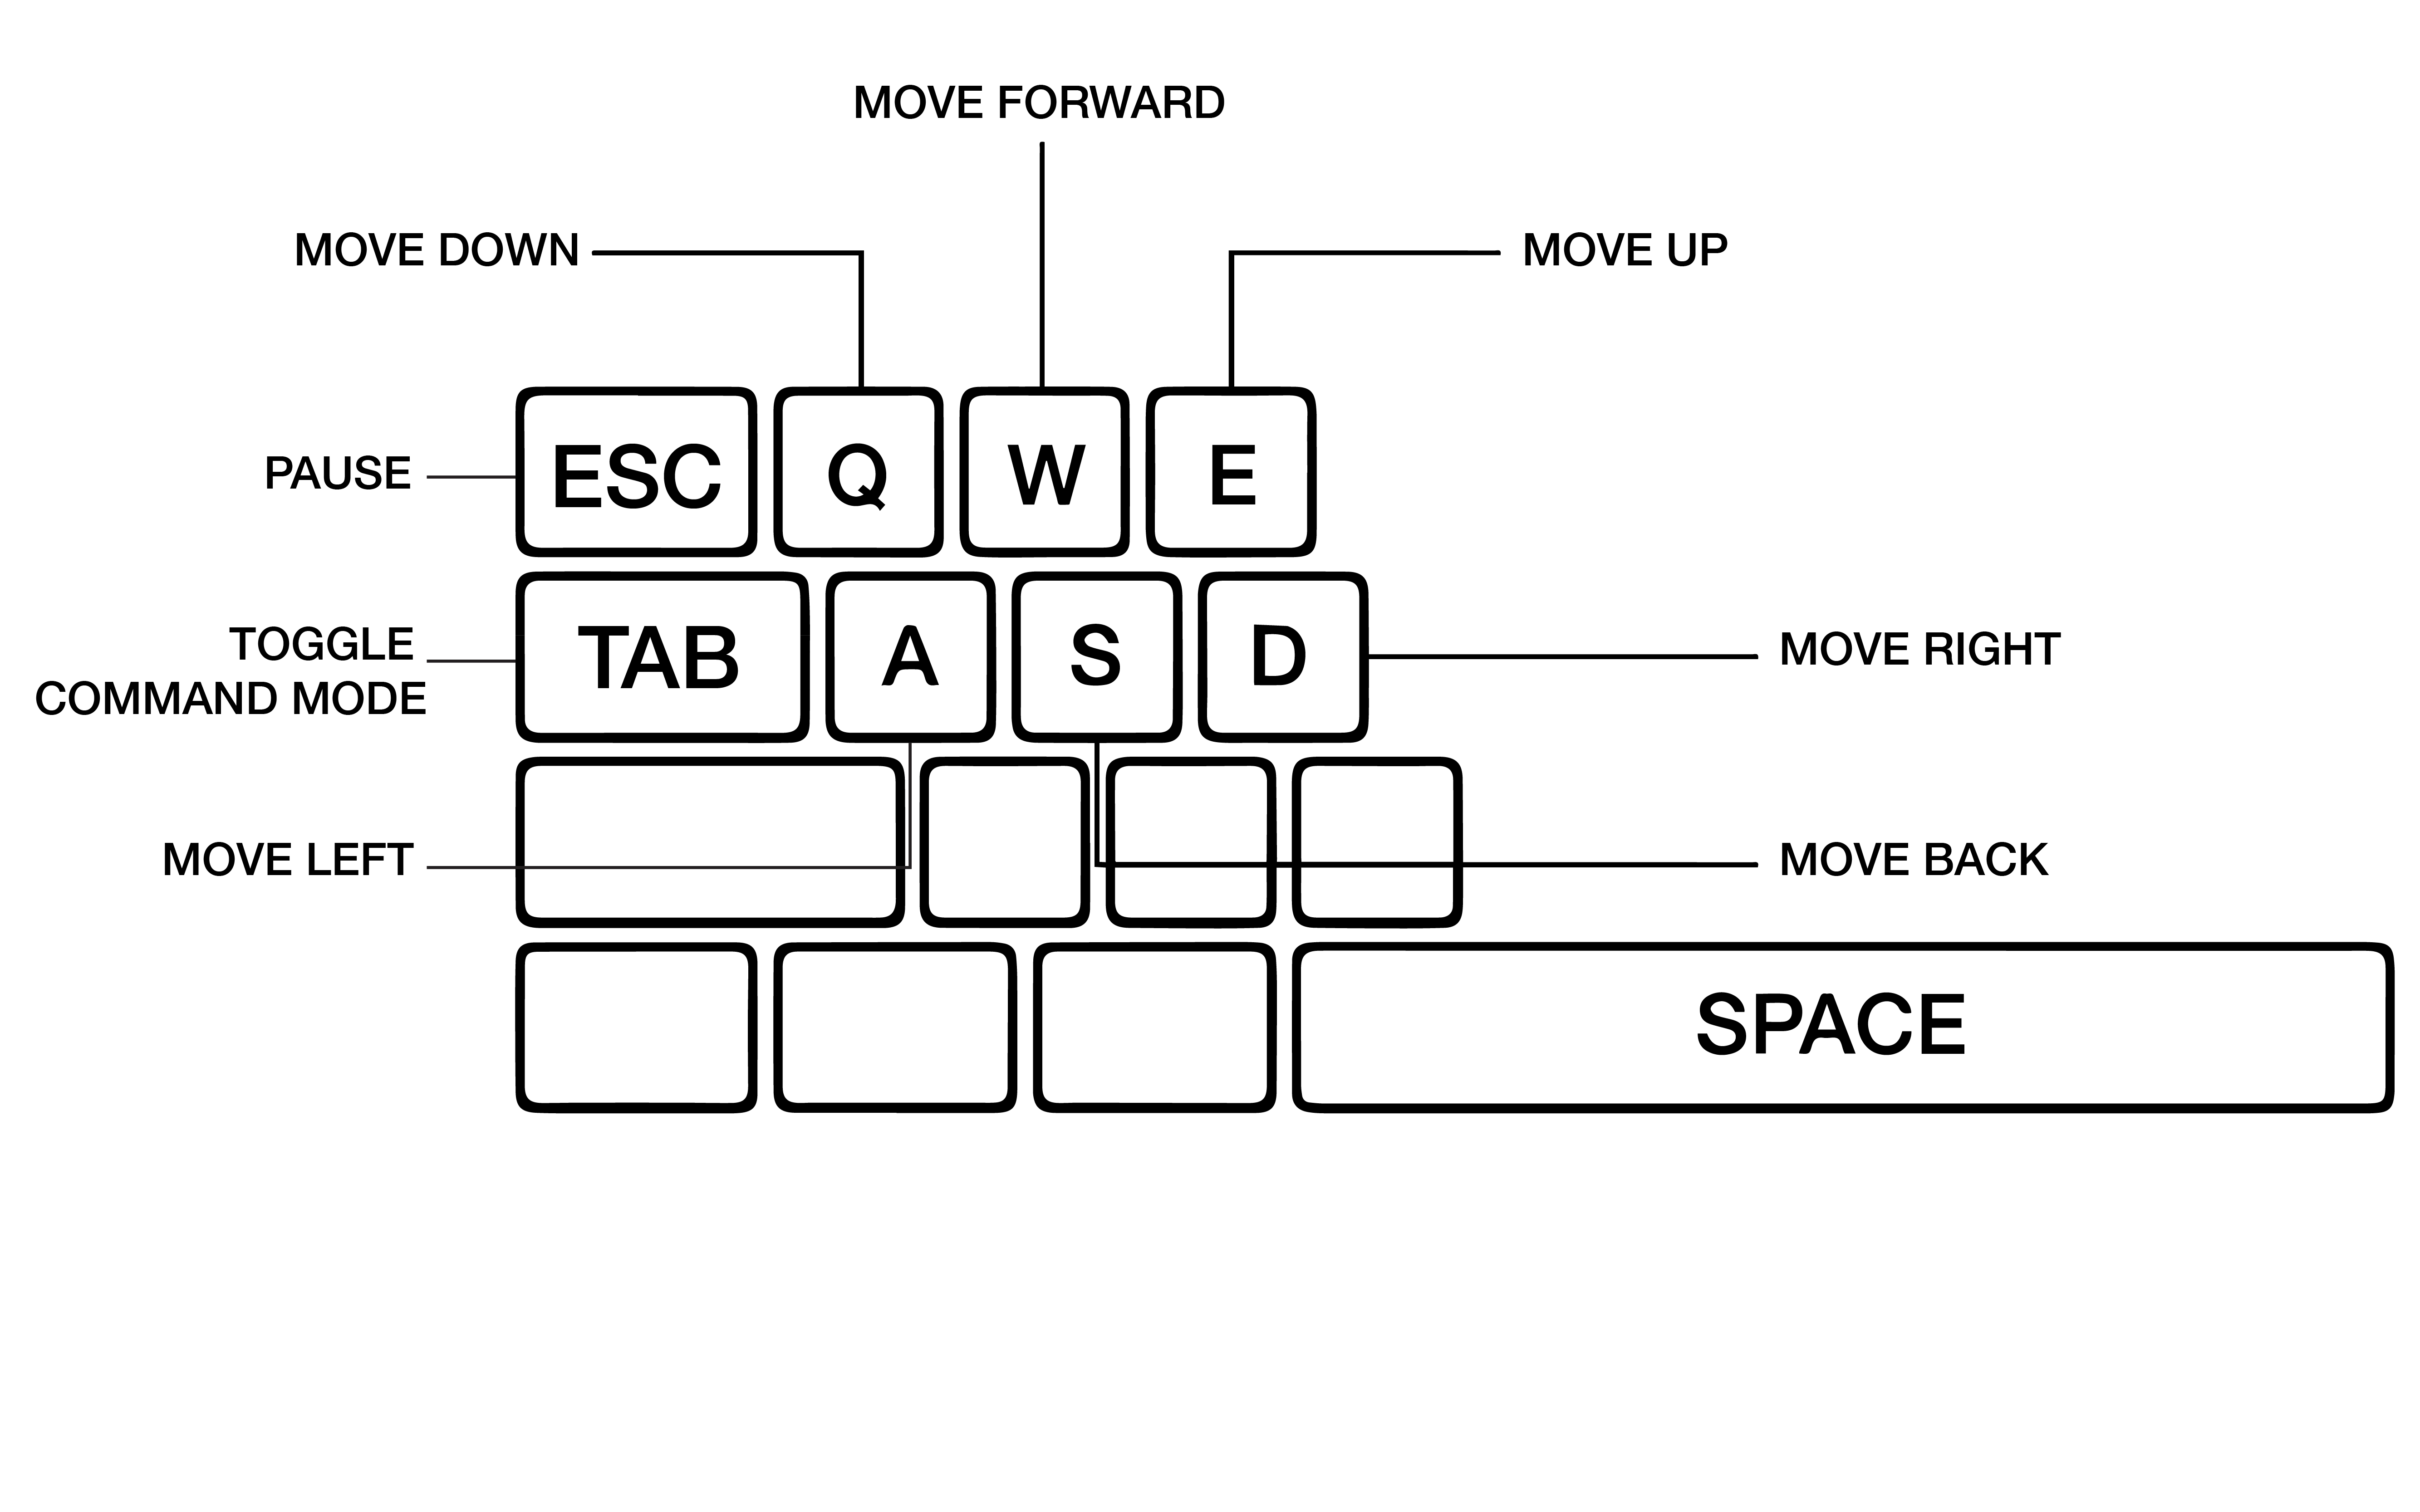 MOVE FORWARD
MOVE DOWN
MOVE UP
PAUSE
ESC
Q
W
E
TOGGLE
COMMAND MODE
TAB
A
S
D
MOVE RIGHT
MOVE LEFT
MOVE BACK
SPACE